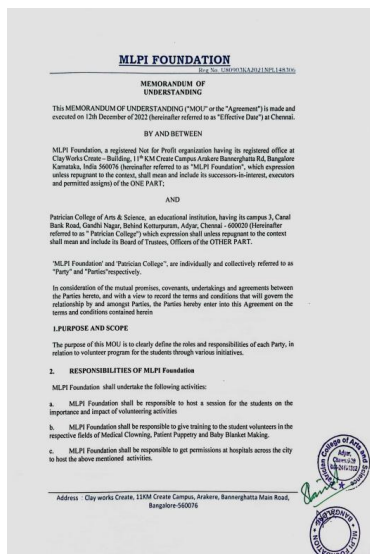 MLPI FOUNDATION
Reg No U80903KA2021NPL148306
MEMORANDUM OF
UNDERSTANDING
This MEMORANDUM OF UNDERSTANDING ("MOU" or the "Agreement") is made and
executed on 12th December of 2022 (hereinafter referred to as "Effective Date") at Chennai.
BY AND BETWEEN
MLPI Foundation, a registered Not for Profit organization having its registered office at
ClayWorks Create – Building, 11th KM Create Campus Arakere Bannerghatta Rd, Bangalore
Karnataka, India 560076 (hereinafter referred to as "MLPI Foundation", which expression
unless repugnant to the context, shall mean and include its successors-in-interest, executors
and permitted assigns) of the ONE PART;
AND
Patrician College of Arts & Science, an educational institution, having its campus 3, Canal
Bank Road, Gandhi Nagar, Behind Kotturpuram, Adyar, Chennai - 600020 (Hereinafter
referred to as " Patrician College") which expression shall unless repugnant to the context
shall mean and include its Board of Trustees, Officers of the OTHER PART.
'MLPI Foundation' and 'Patrician College", are individually and collectively referred to as
"Party" and "Parties"respectively.
In consideration of the mutual promises, covenants, undertakings and agreements between
the Parties hereto, and with a view to record the terms and conditions that will govern the
relationship by and amongst Parties, the Parties hereby enter into this Agreement on the
terms and conditions contained herein
1.PURPOSE AND SCOPE
The purpose of this MOU is to clearly define the roles and responsibilities of each Party, in
relation to volunteer program for the students through various initiatives.
2. RESPONSIBILITIES OF MLPI Foundation
MLPI Foundation shall undertake the following activities:
a. MLPI Foundation shall be responsible to host a session for the students on the
importance and impact of volunteering activities
b. MLPI Foundation shall be responsible to give training to the student volunteers in the
respective fields of Medical Clowning, Patient Puppetry and Baby Blanket Making.
c. MLPI Foundation shall be responsible to get permissions at hospitals across the city
to host the above mentioned activities.
College of Arts and Science
Adyar,
Address : Clay works Create, 11KM Create Campus, Arakere, Bannerghatta Main Road,
Bangalore-560076
MLPI